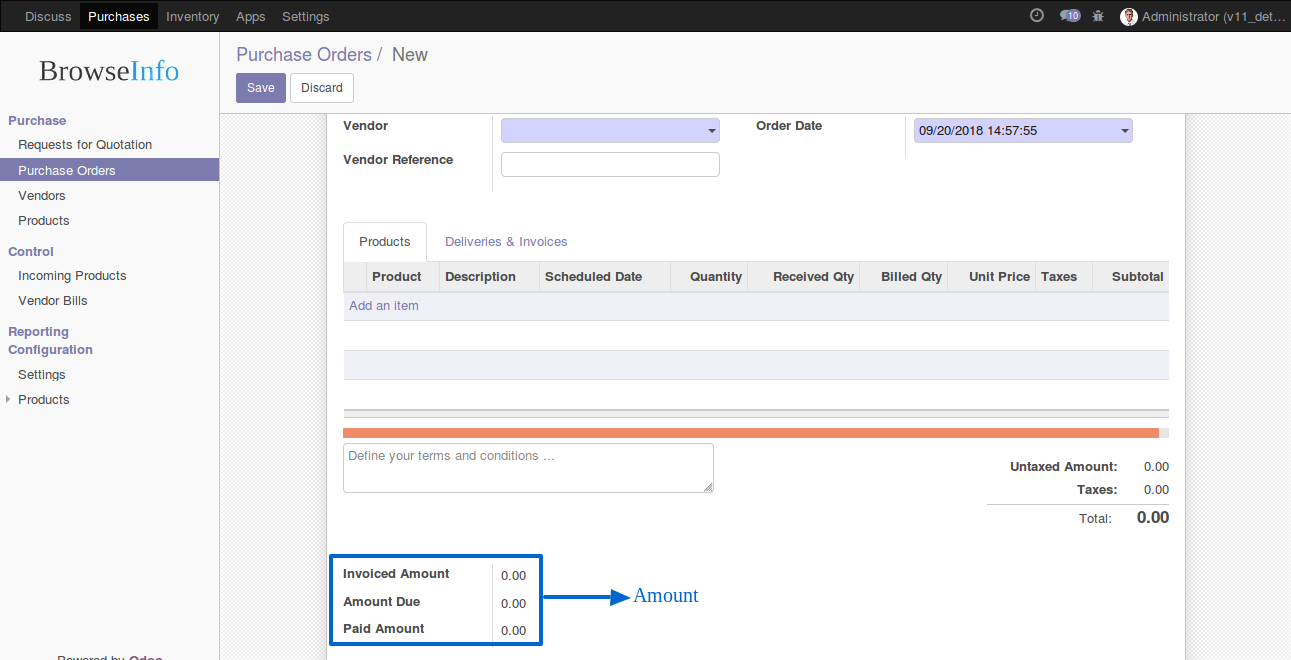 Discuss Purchases Inventory Apps Settings 10 Administrator (v11_det...
BrowseInfo
Purchase Orders / New
Save Discard
Purchase
Requests for Quotation
Purchase Orders
Vendors
Products
Control
Incoming Products
Vendor Bills
Reporting
Configuration
Settings
Products
Powered by Odoo
Vendor Order Date 09/20/2018 14:57:55
Vendor Reference
Products Deliveries & Invoices
Product Description Scheduled Date Quantity Received Qty Billed Qty Unit Price Taxes Subtotal
Add an item
Define your terms and conditions ...
Untaxed Amount: 0.00
Taxes: 0.00
Total: 0.00
Invoiced Amount 0.00
Amount Due 0.00
Paid Amount 0.00
Amount